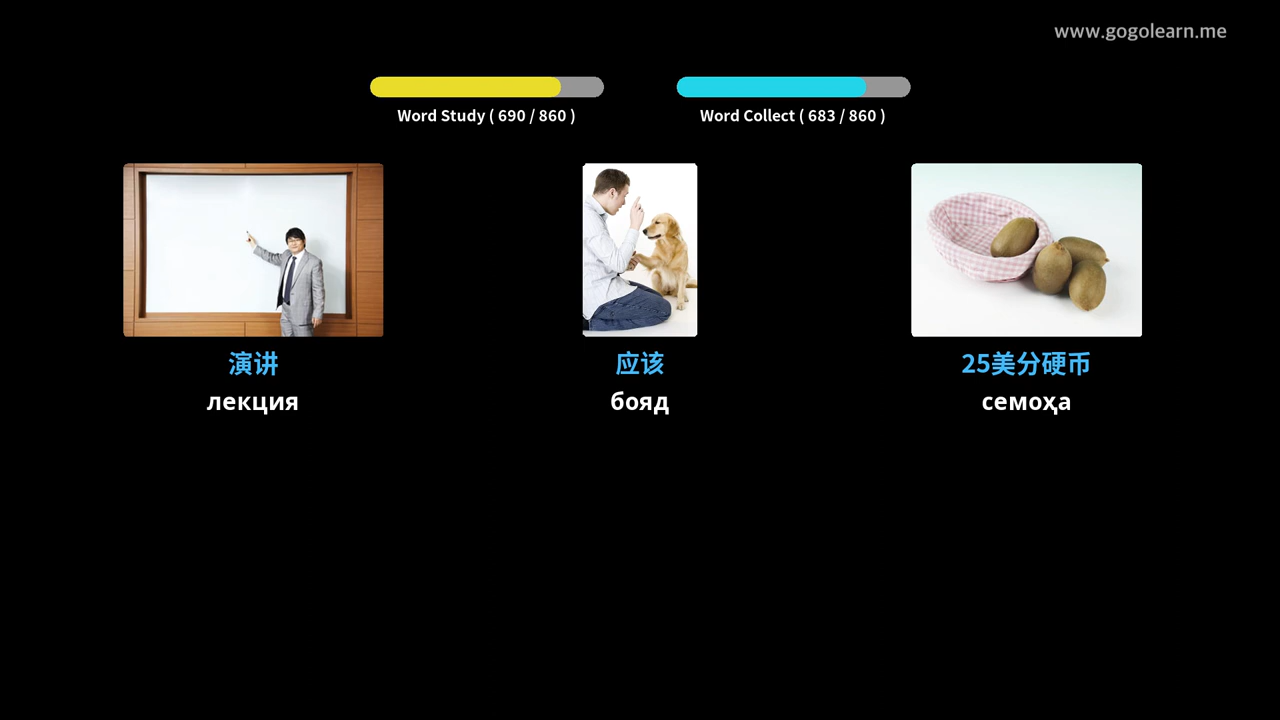 www.gogolearn.me
Word Study ( 690 / 860 )
Word Collect ( 683 / 860 )
演讲
лекция
应该
бояд
25美分硬币
семоҳа